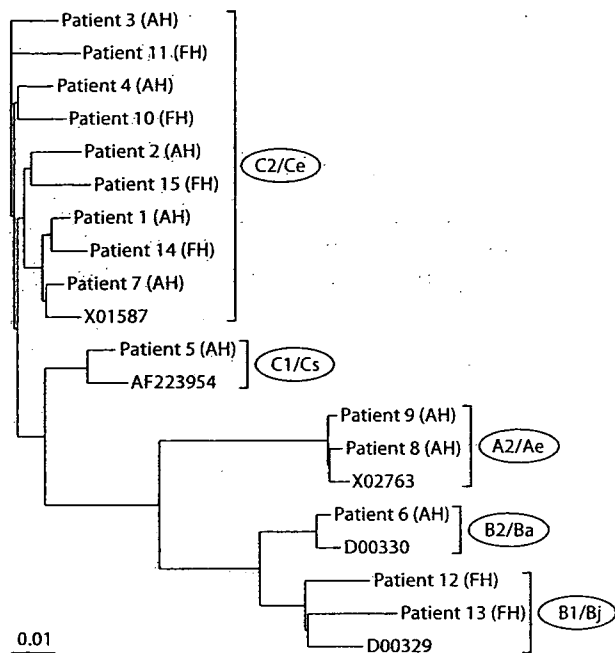 Patient 3 (AH)
Patient 11 (FH)
Patient 4 (AH)
Patient 10 (FH)
Patient 2 (AH)
C2/Ce
Patient 15 (FH)
Patient 1 (AH)
Patient 14 (FH)
Patient 7 (AH)
X01587
Patient 5 (AH)
C1/Cs
AF223954
Patient 9 (AH)
Patient 8 (AH)
A2/Ae
X02763
Patient 6 (AH)
B2/Ba
D00330
Patient 12 (FH)
Patient 13 (FH)
B1/Bj
D00329
0.01